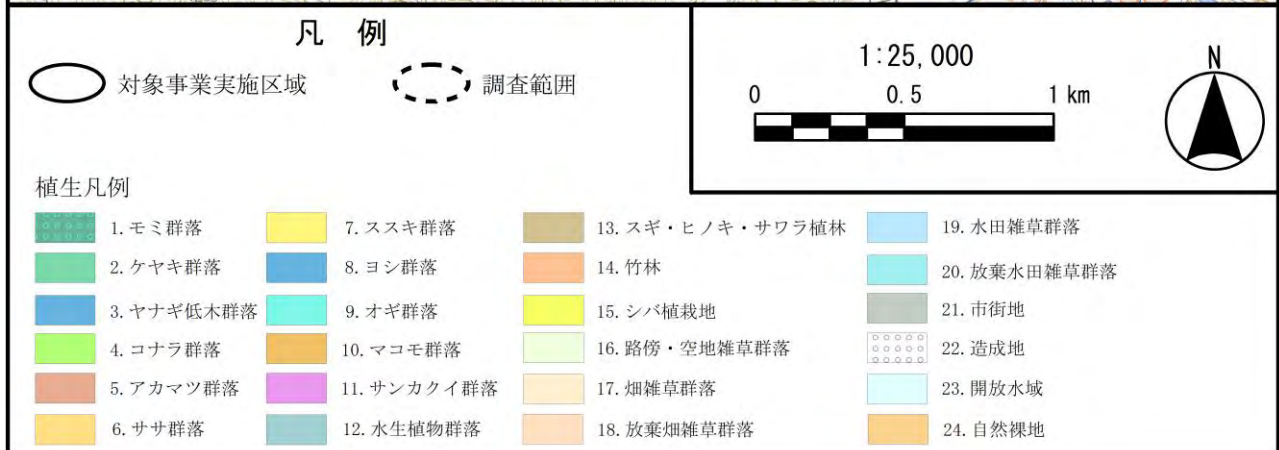 凡 例
対象事業実施区域
調査範囲
1:25,000
0 0.5 1 km
N
植生凡例
1. モミ群落
2. ケヤキ群落
3. ヤナギ低木群落
4. コナラ群落
5. アカマツ群落
6. ササ群落
7. ススキ群落
8. ヨシ群落
9. オギ群落
10. マコモ群落
11. サンカクイ群落
12. 水生植物群落
13. スギ・ヒノキ・サワラ植林
14. 竹林
15. シバ植栽地
16. 路傍・空地雑草群落
17. 畑雑草群落
18. 放棄畑雑草群落
19. 水田雑草群落
20. 放棄水田雑草群落
21. 市街地
22. 造成地
23. 開放水域
24. 自然裸地